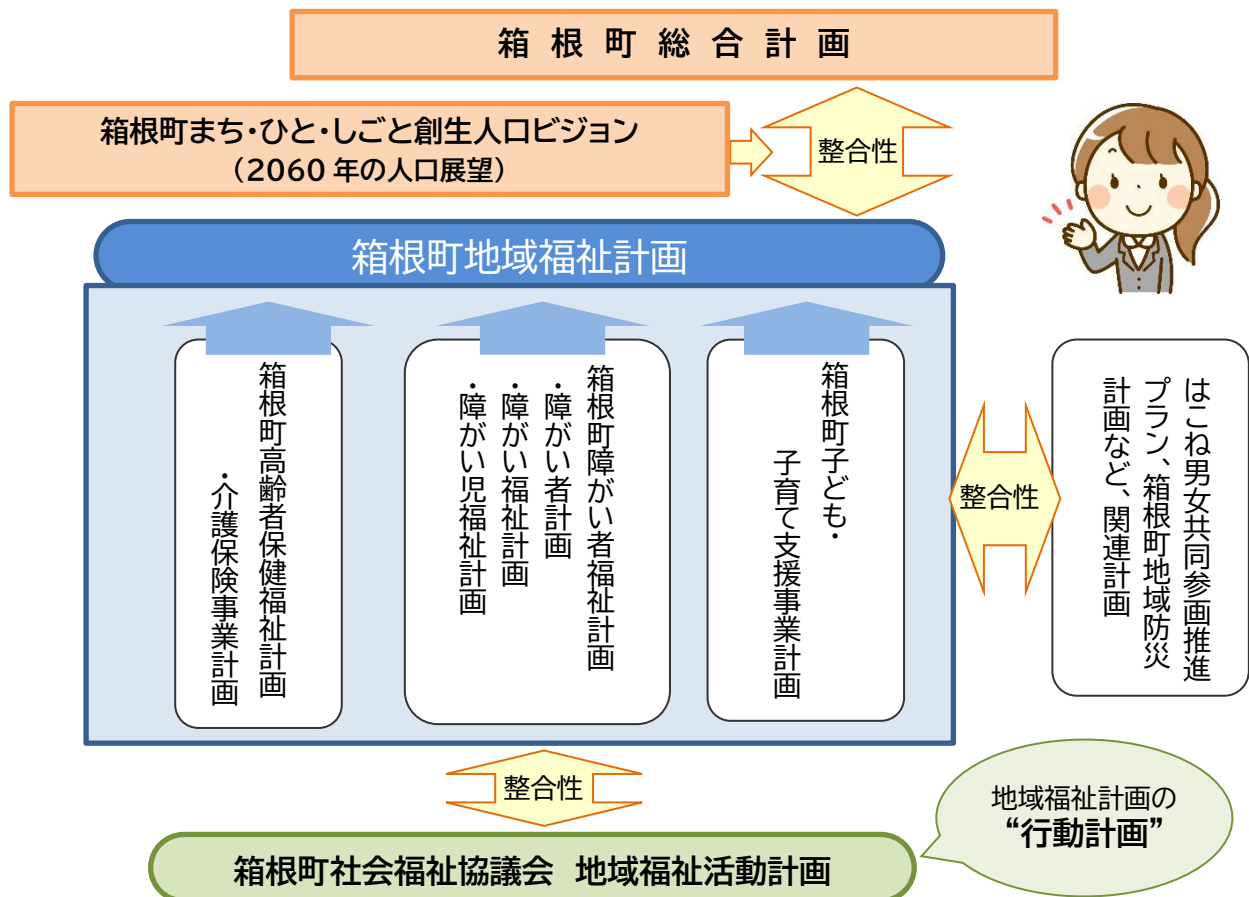 箱根町総合計画
箱根町まち・ひと・しごと創生人口ビジョン
（2060年の人口展望）
整合性
箱根町地域福祉計画
箱根町高齢者保健福祉計画
・介護保険事業計画
箱根町障がい者福祉計画
・障がい者計画
・障がい福祉計画
・障がい児福祉計画
箱根町子ども・
子育て支援事業計画
整合性
はこね男女共同参画推進
プラン、箱根町地域防災
計画など、関連計画
整合性
地域福祉計画の
“行動計画”
箱根町社会福祉協議会　地域福祉活動計画